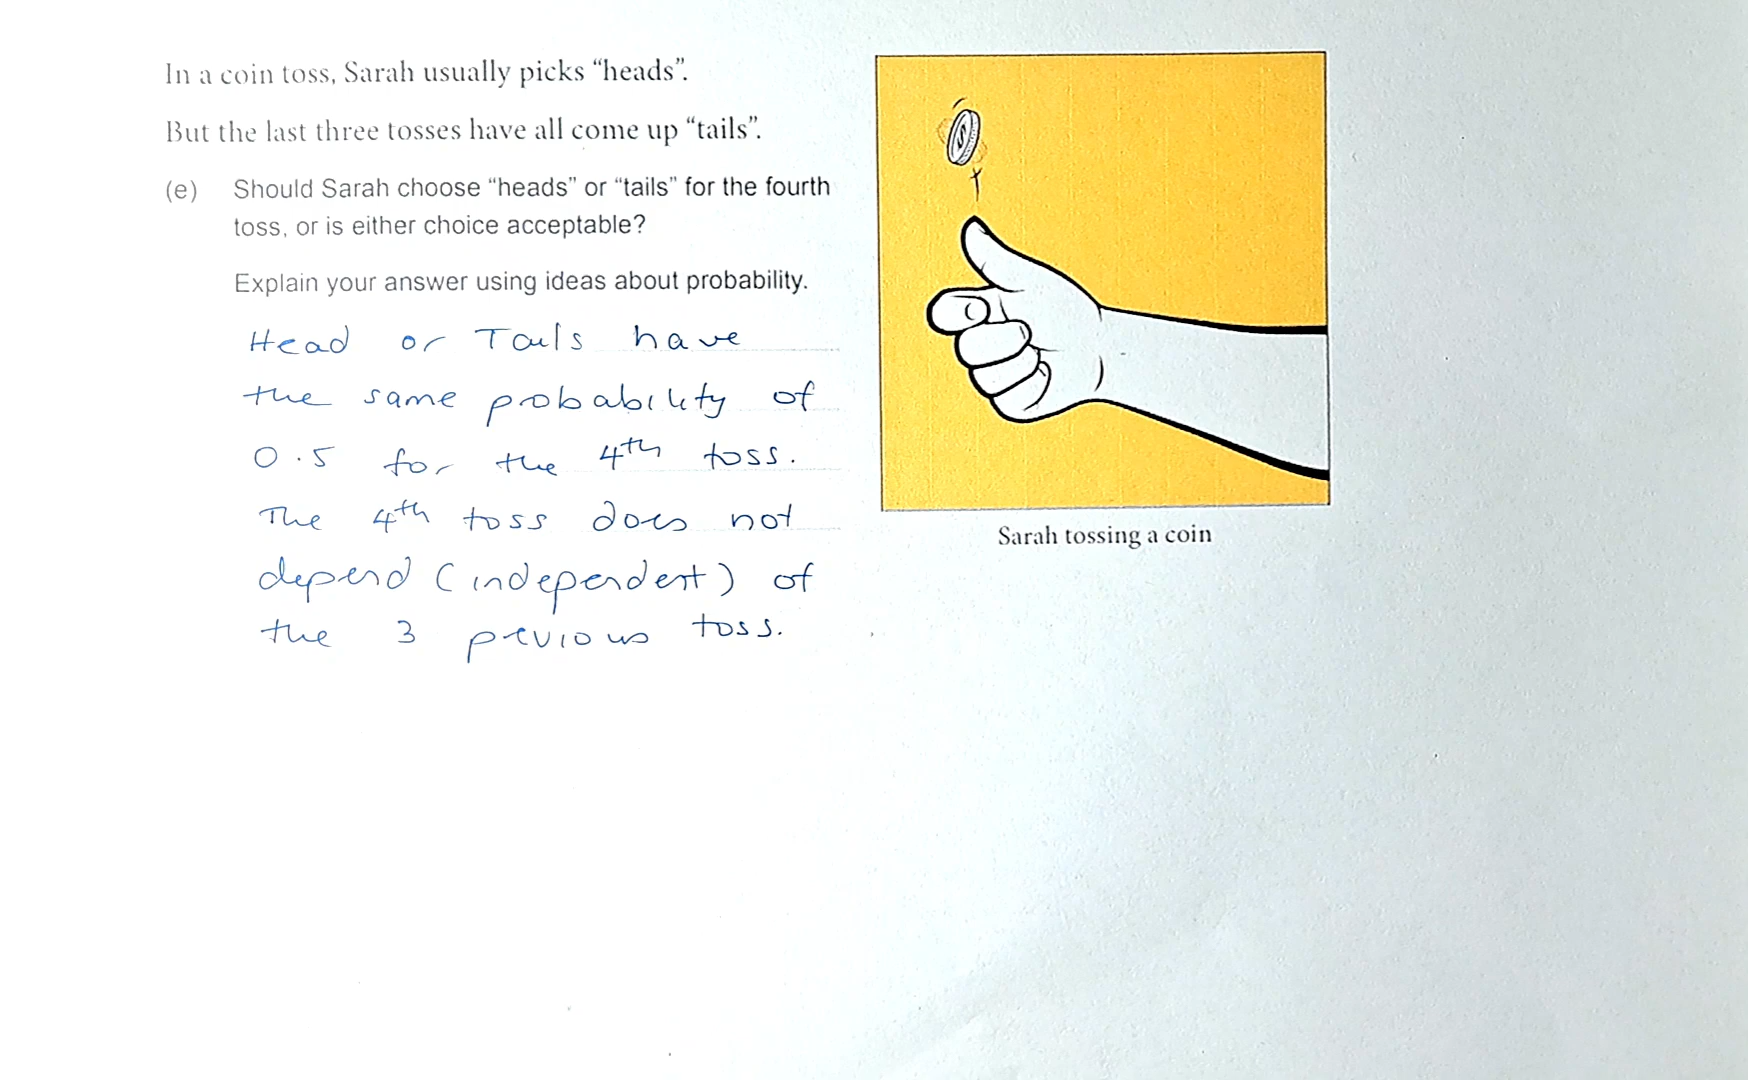 In a coin toss, Sarah usually picks “heads”.
But the last three tosses have all come up “tails”.
(e) Should Sarah choose “heads” or “tails” for the fourth
toss, or is either choice acceptable?
Explain your answer using ideas about probability.
Head or Tails have
the same probability of
0.5 for the 4th toss.
The 4th toss does not
depend (independent) of
the 3 previous toss.
Sarah tossing a coin